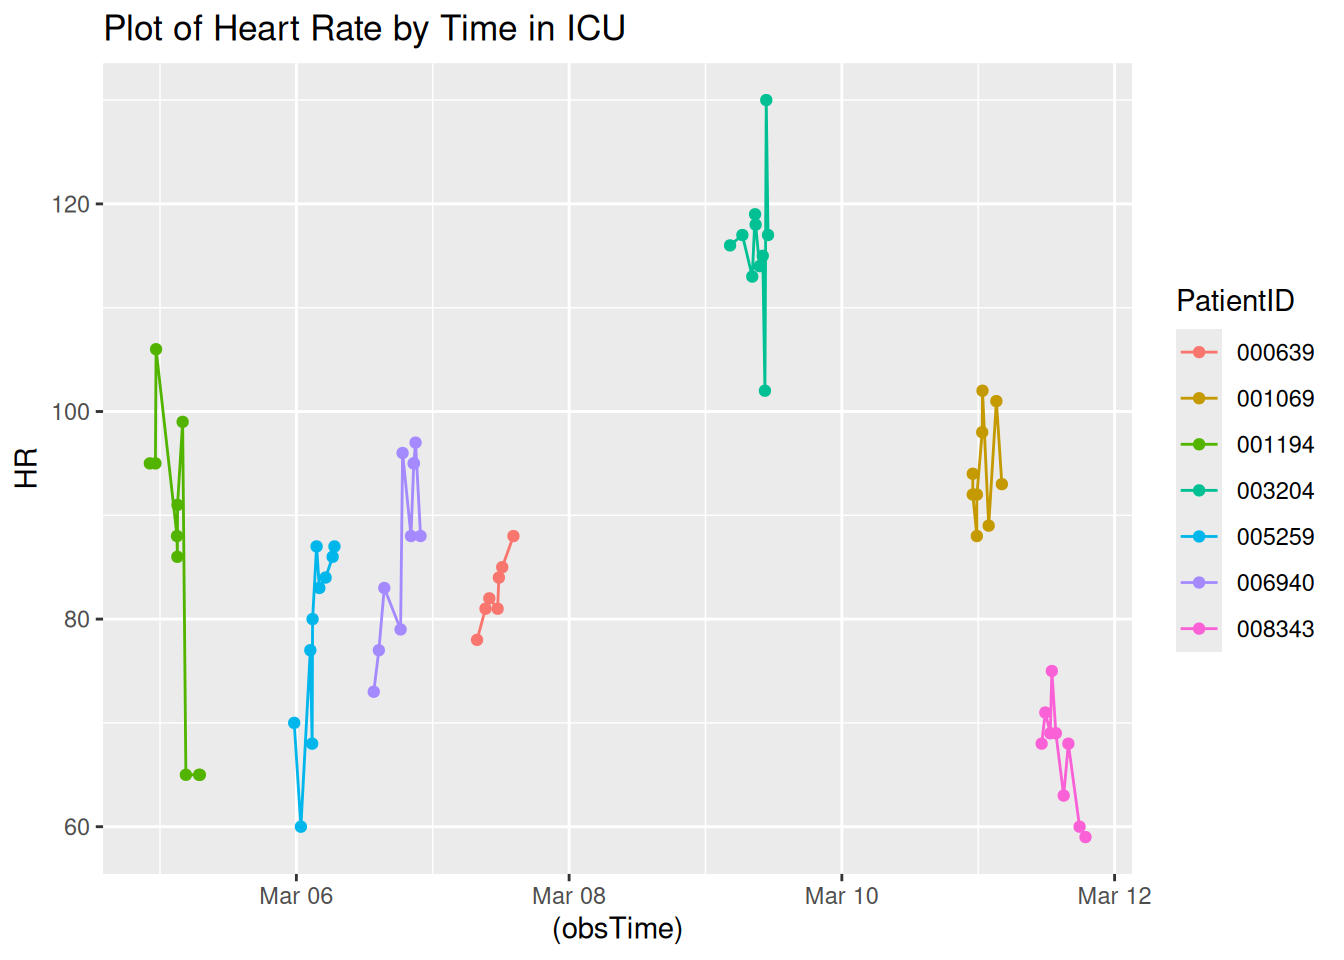 Plot of Heart Rate by Time in ICU
HR
120
100
80
60
Mar 06
Mar 08
Mar 10
Mar 12
(obsTime)
PatientID
000639
001069
001194
003204
005259
006940
008343